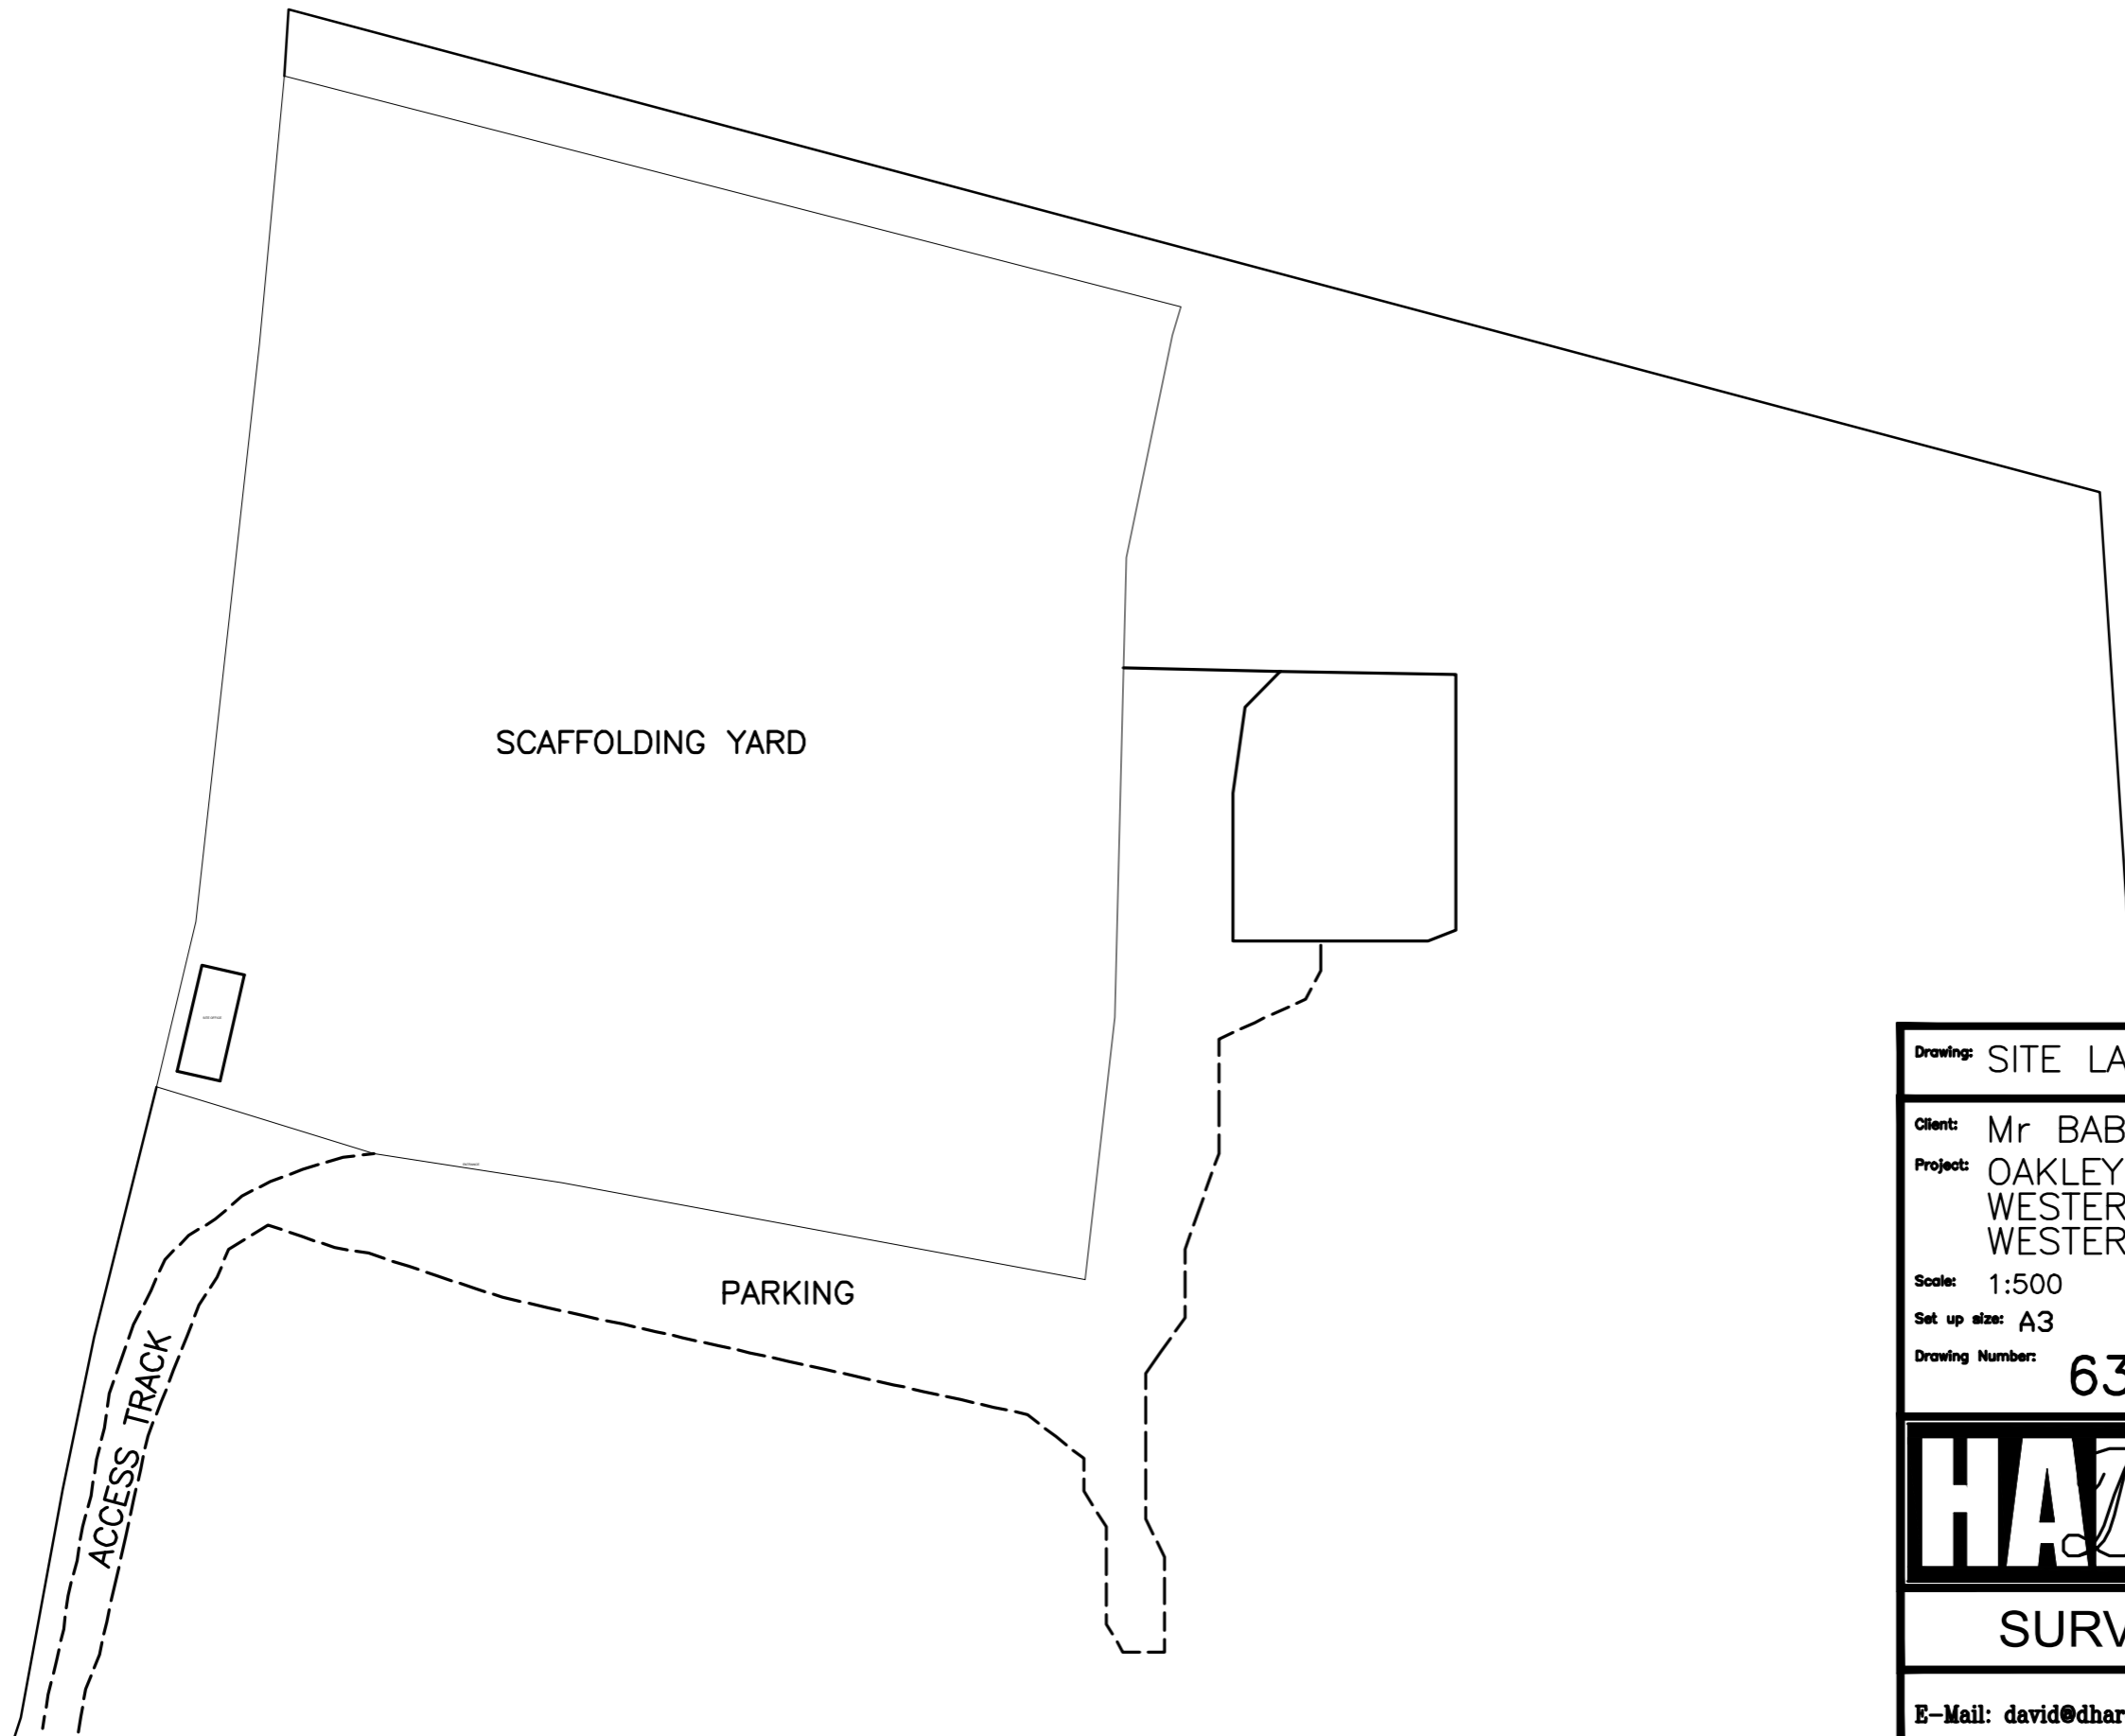 SCAFFOLDING YARD
PARKING
ACCESS TRACK
Drawing: SITE LA
Client: Mr BAB
Project: OAKLEY
WESTER
WESTER
Scale: 1:500
Set up size: A3
Drawing Number: 63
HA
SURV
E-Mail: david@dhar